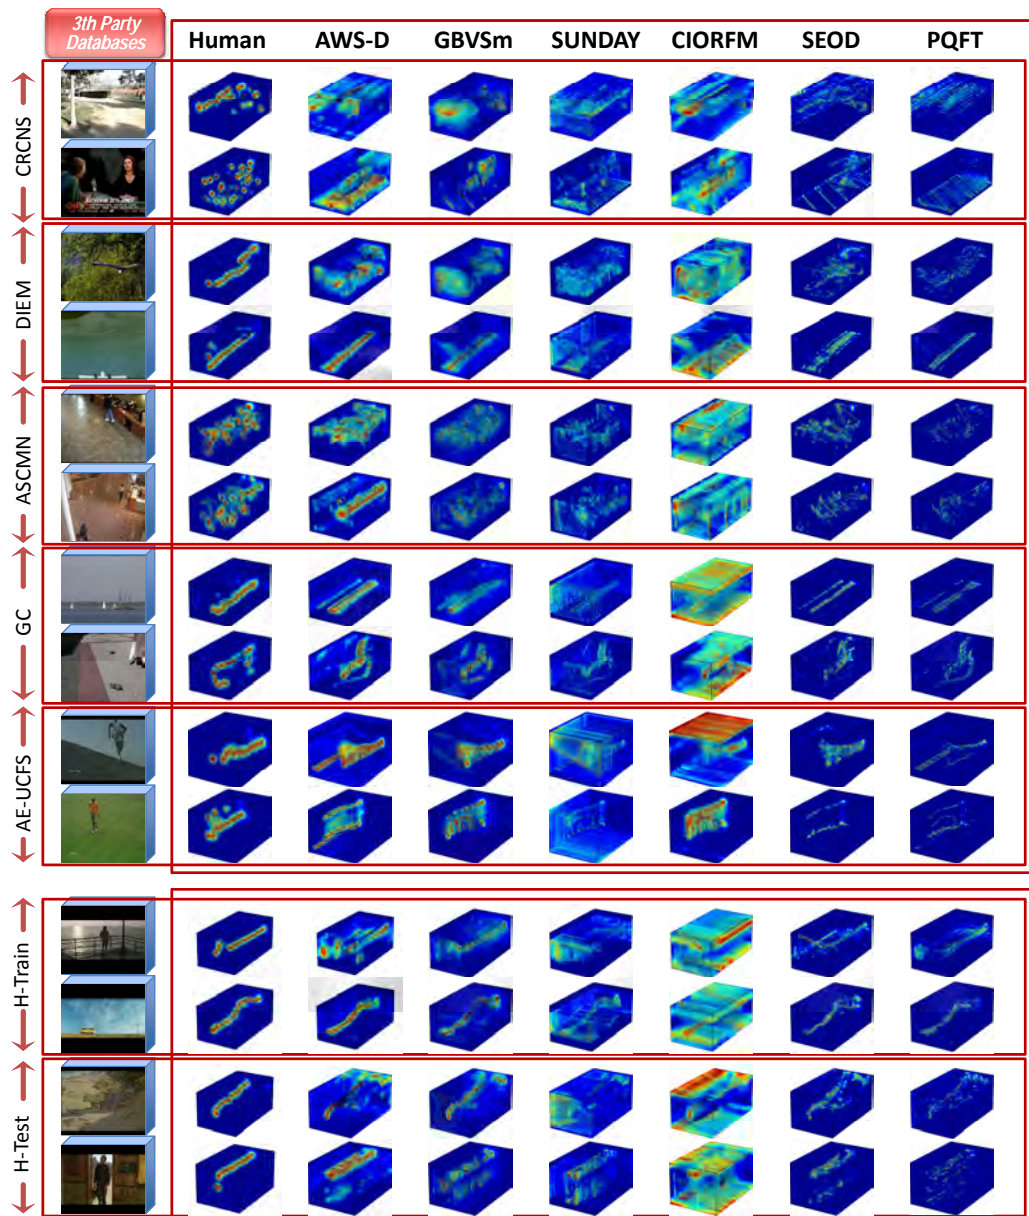 3th Party
Databases
Human AWS-D GBVSm SUNDAY CIORFM SEOD PQFT
CRCNS
DIEM
ASCMN
GC
AE-UCFS
H-Train
H-Test